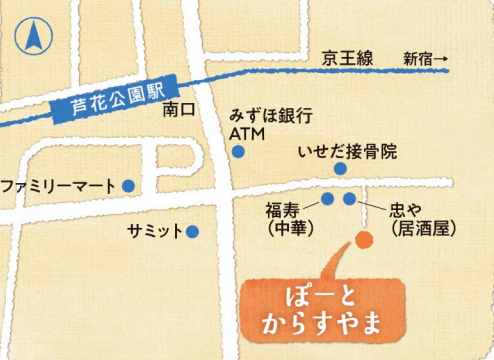 京王線
新宿→
芦花公園駅
南口
みずほ銀行
ATM
いせだ接骨院
ファミリーマート
福寿
（中華）
忠や
（居酒屋）
サミット
ぽーと
からすやま